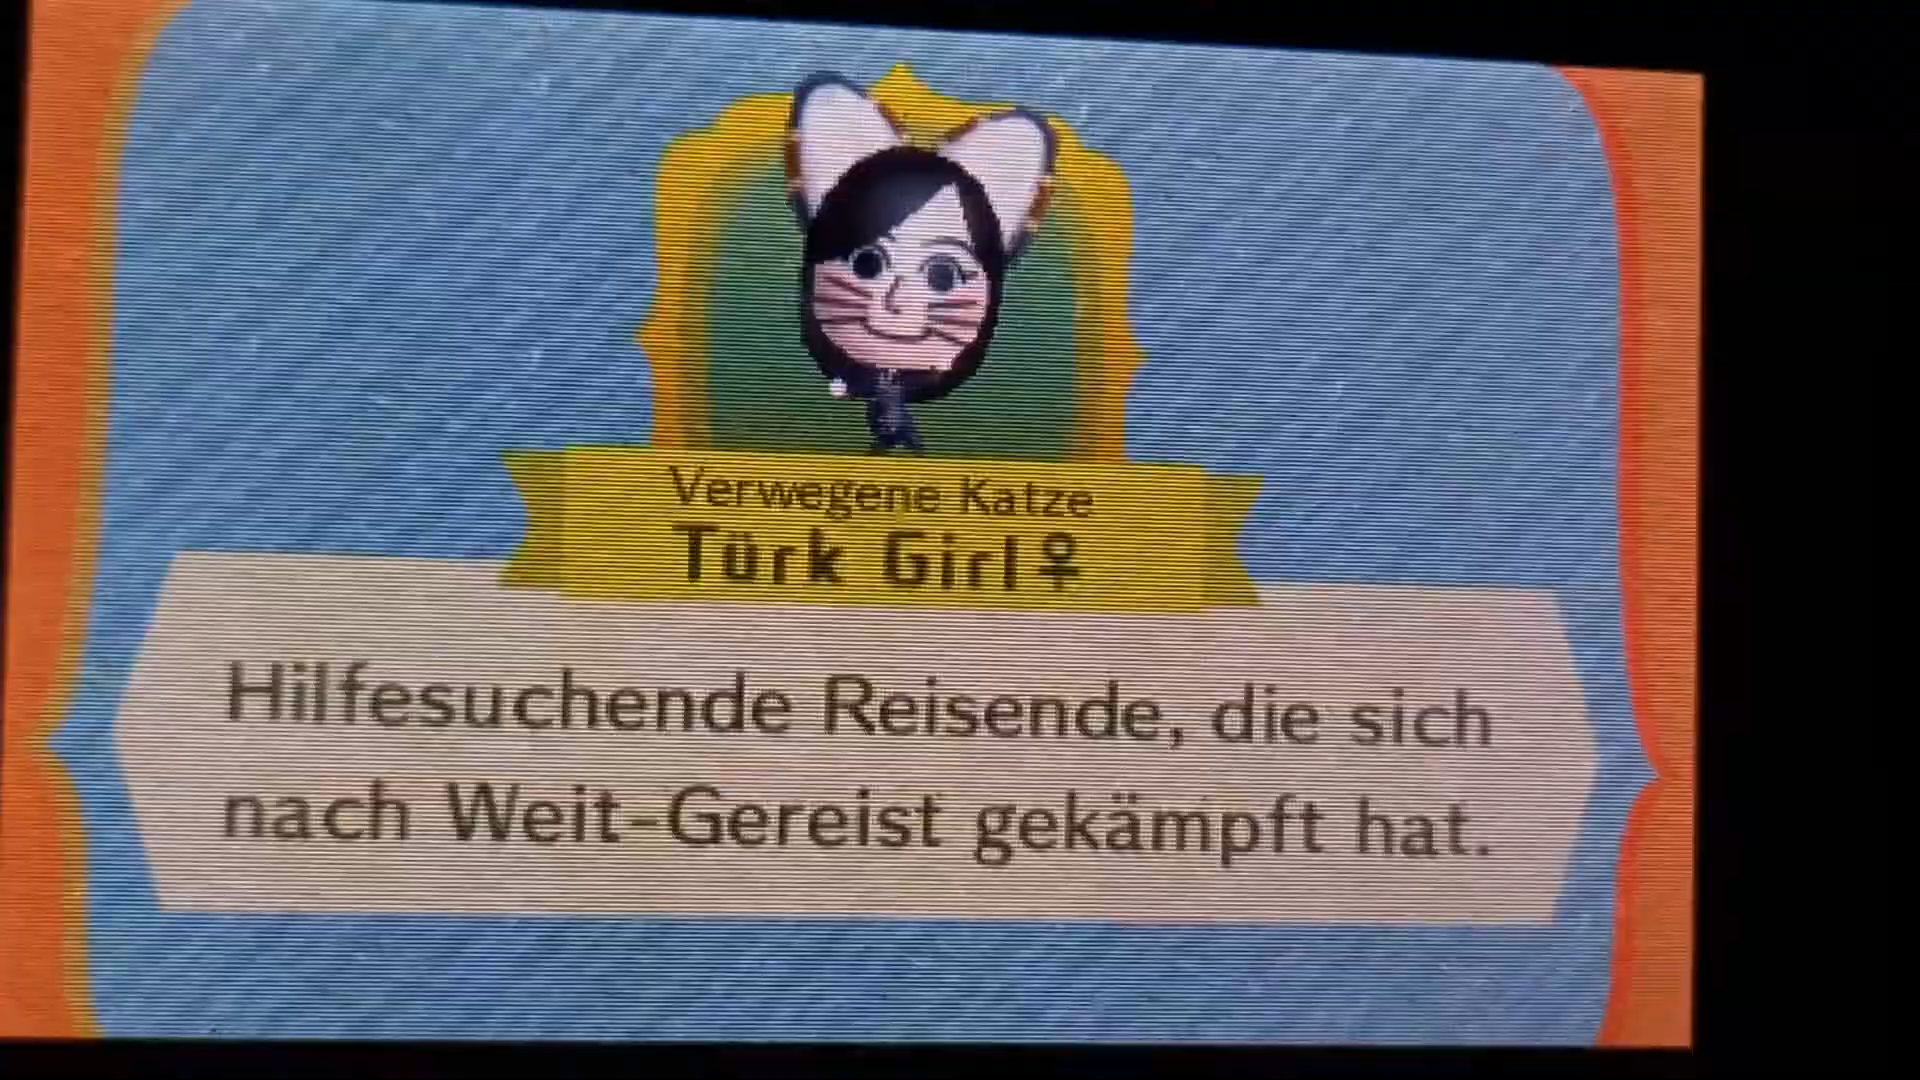 Verwegene Katze
Türk Girl♀
Hilfesuchende Reisende, die sich
nach Weit-Gereist gekämpft hat.